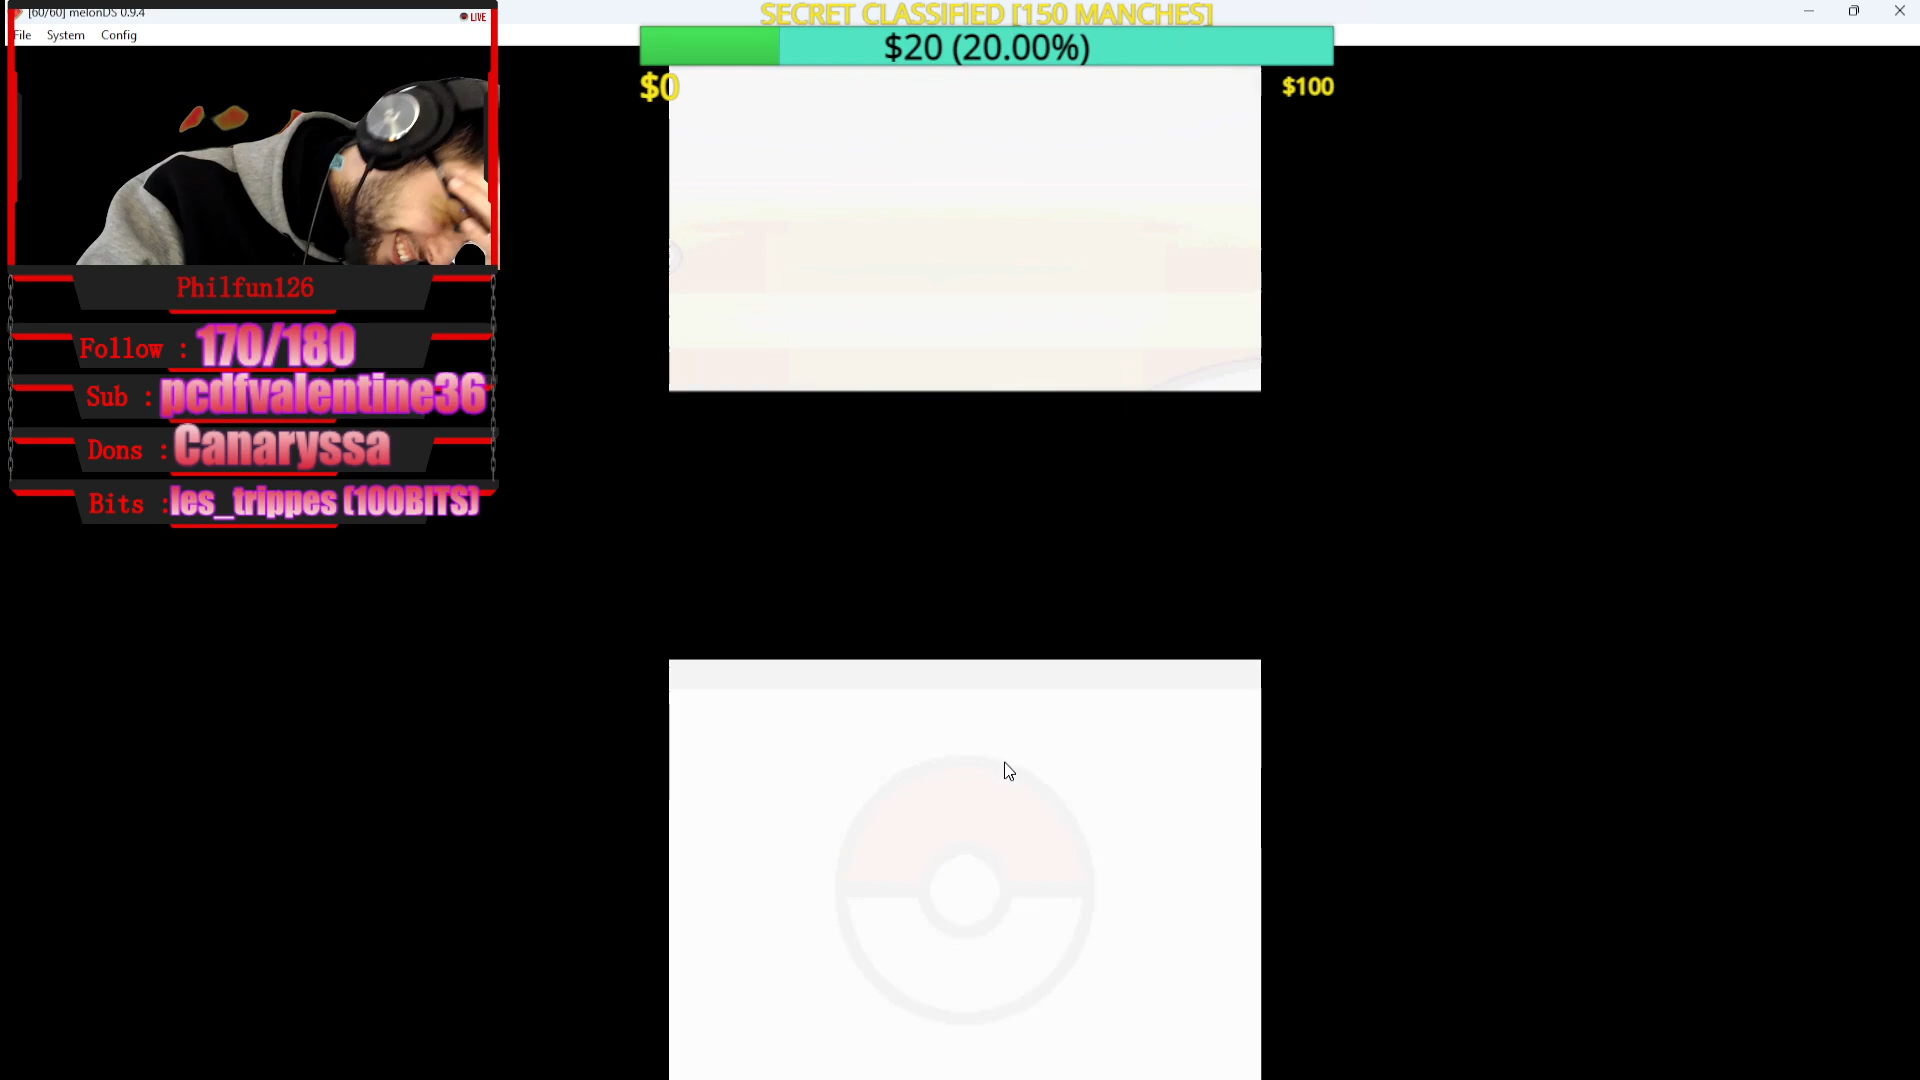 [60/60] melonDS 0.9.4
LIVE
File System Config
SECRET CLASSIFIED [150 MANCHES]
$20 (20.00%)
$0
$100
Philfun126
Follow : 170/180
Sub : pcdfvalentine36
Dons : Canaryssa
Bits : les_trippes (100BITS)